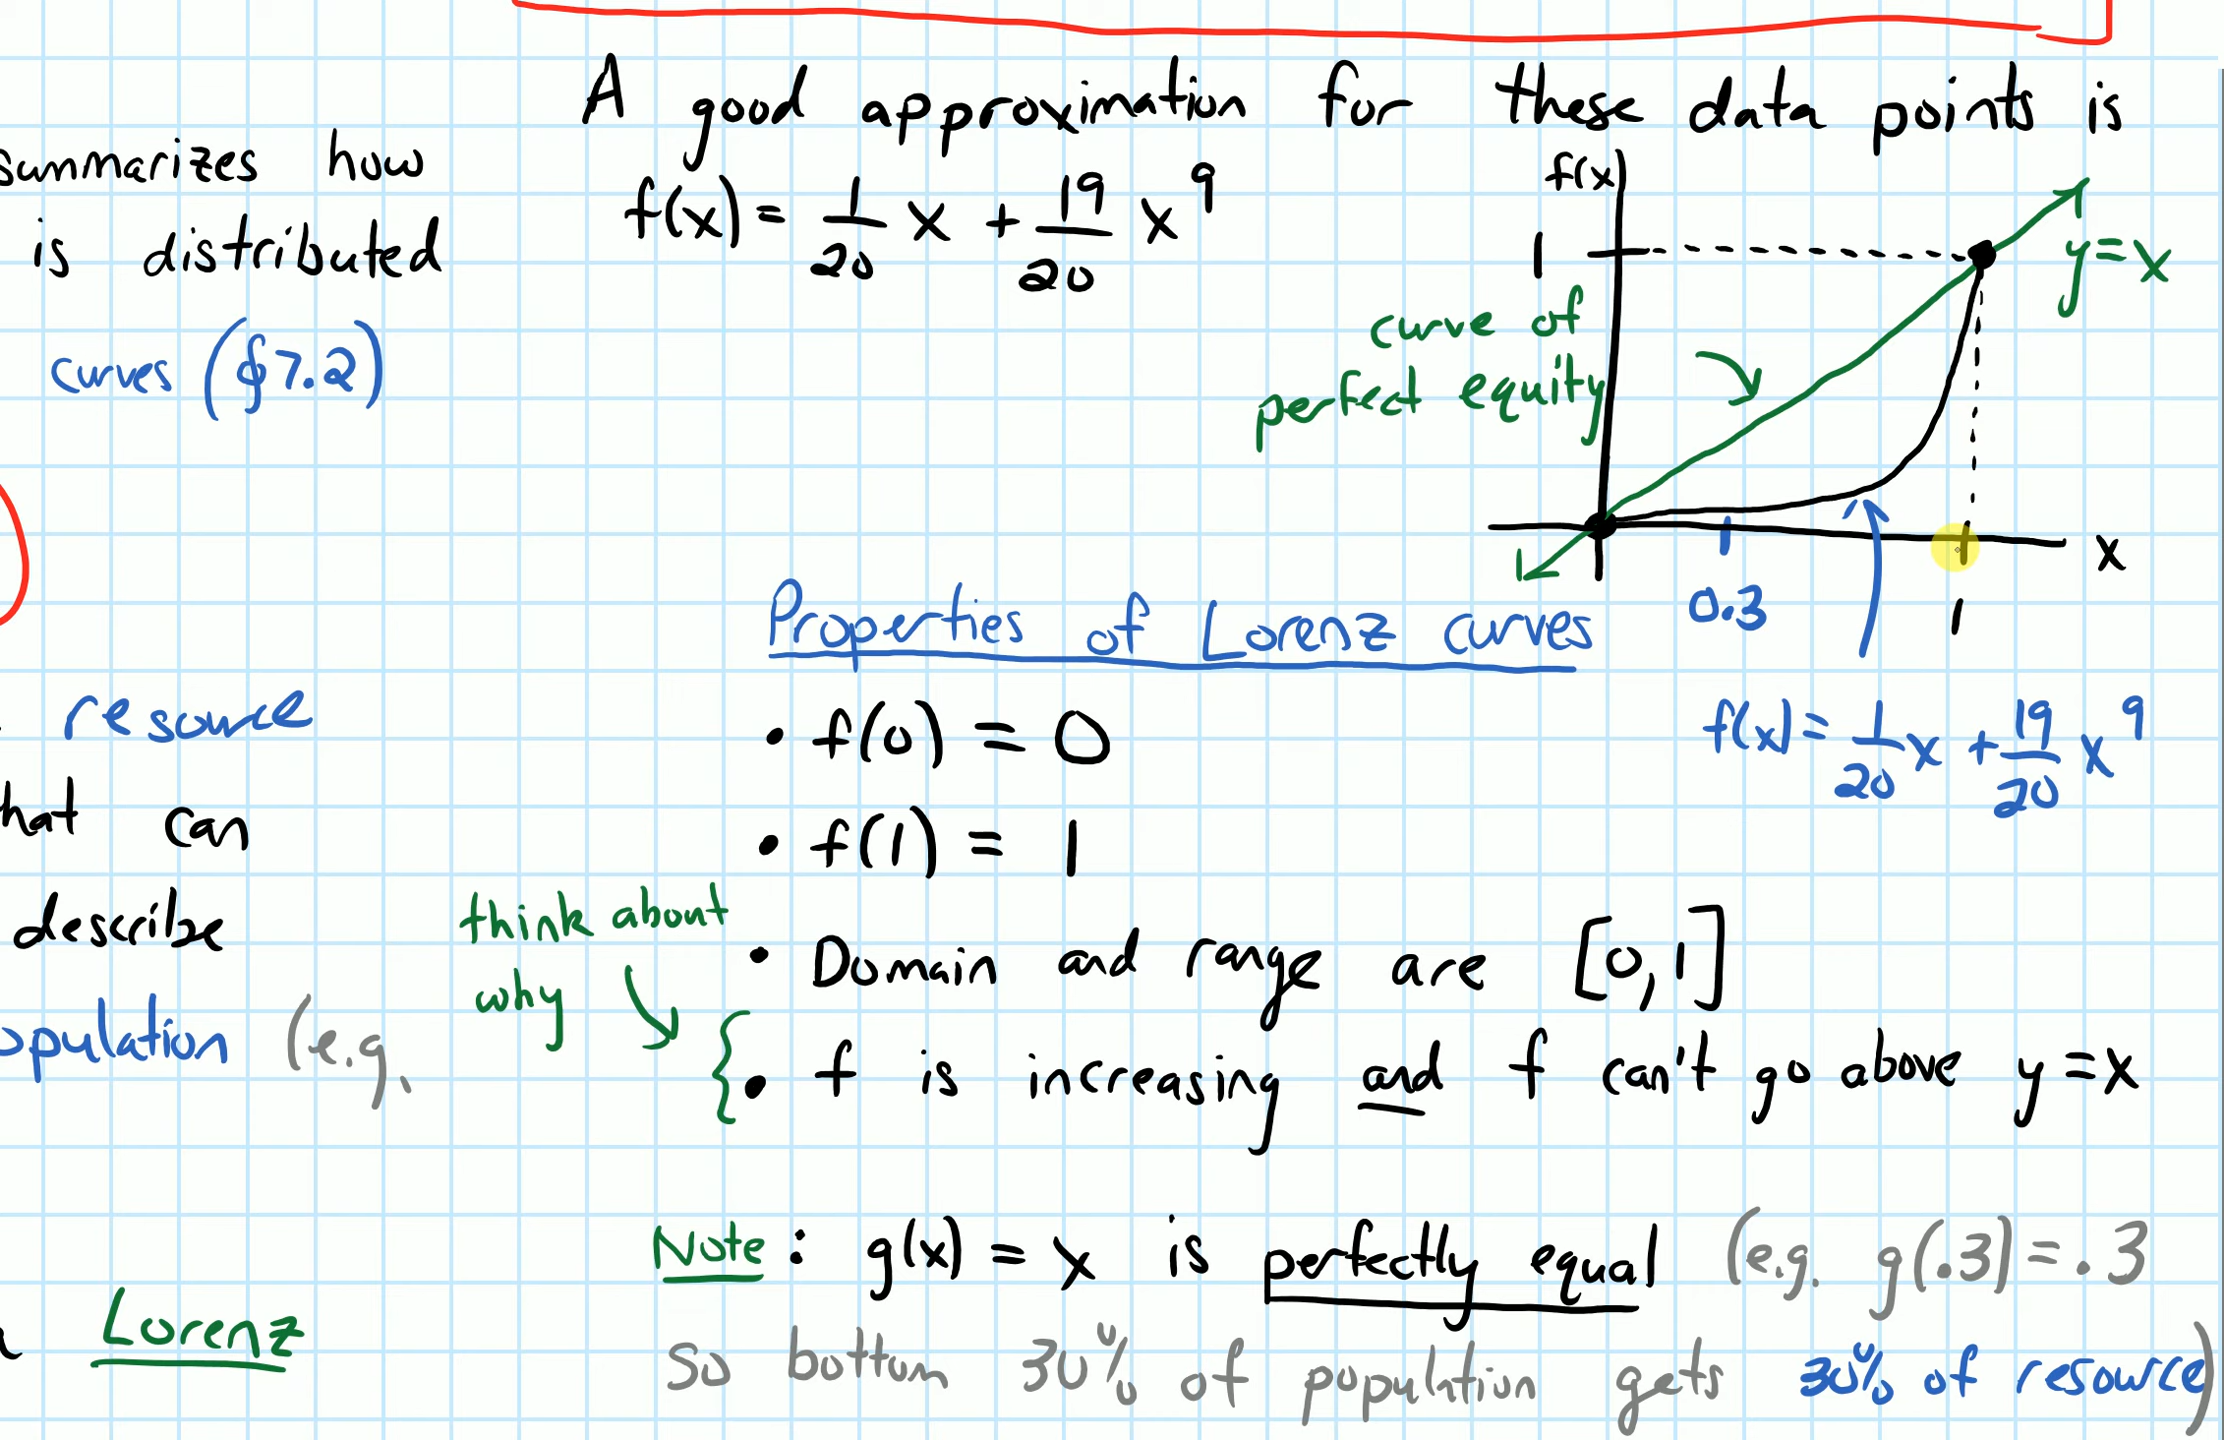 summarizes how
is distributed
curves (§7.2)
resource
can
describe
(e.g.
Lorenz
A good approximation for these data points is
f(x) = 1/20 x + 19/20 x^9
f(x)
1
y=x
curve of
perfect equity
x
0.3
1
f(x) = 1/20 x + 19/20 x^9
Properties of Lorenz curves
• f(0) = 0
• f(1) = 1
think about
why
• Domain and range are [0,1]
{• f is increasing and f can't go above y=x
Note: g(x) = x is perfectly equal (e.g. g(.3)=.3
So bottom 30% of population gets 30% of resource)